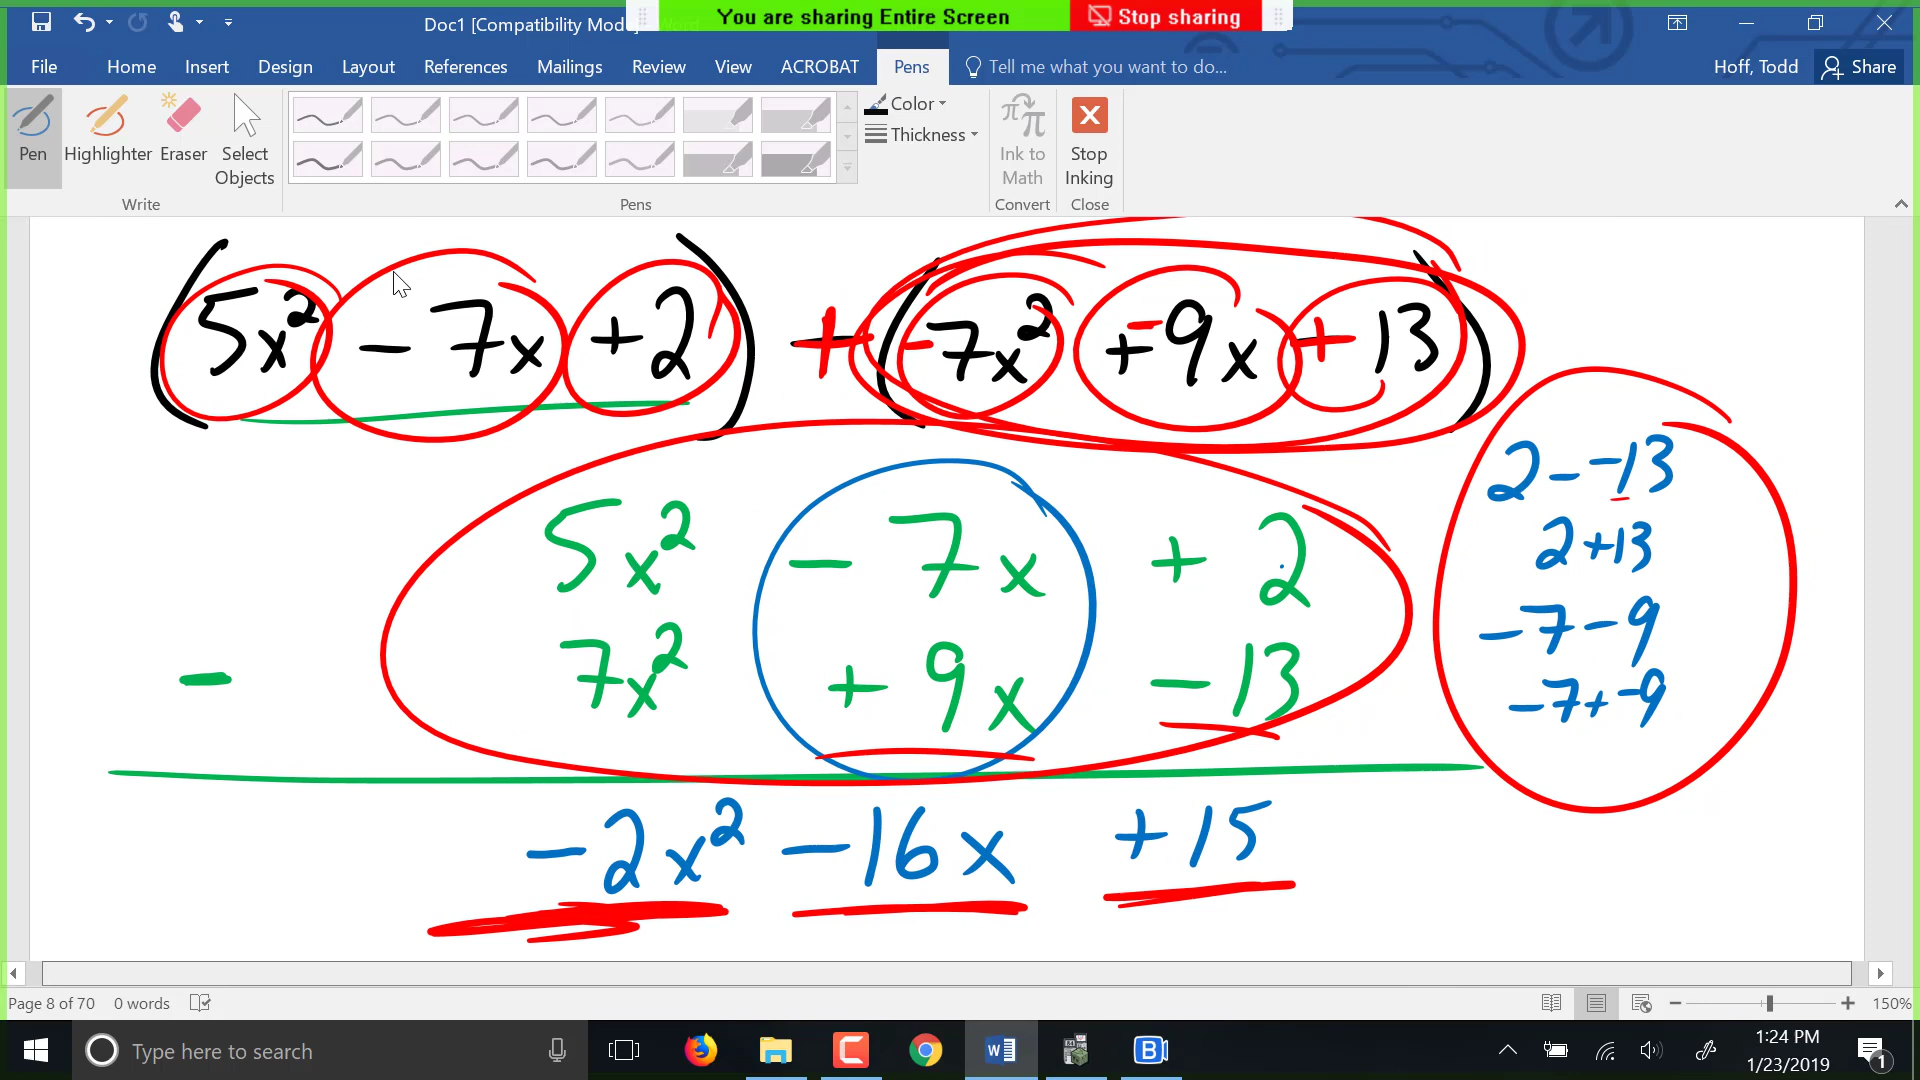 You are sharing Entire Screen Stop sharing
Doc1 [Compatibility Mod
File Home Insert Design Layout References Mailings Review View ACROBAT Pens Tell me what you want to do... Hoff, Todd Share
Pen Highlighter Eraser Select Objects
Color
Thickness
Ink to Math
Stop Inking
Write Pens Convert Close
(5x² - 7x + 2) + (-7x² - 9x + 13)
5x² - 7x + 2
- 7x² + 9x - 13
-2x² - 16x + 15
2 - -13
2 + 13
-7 - 9
-7 + -9
Page 8 of 70 0 words 150%
Type here to search
1:24 PM
1/23/2019
1